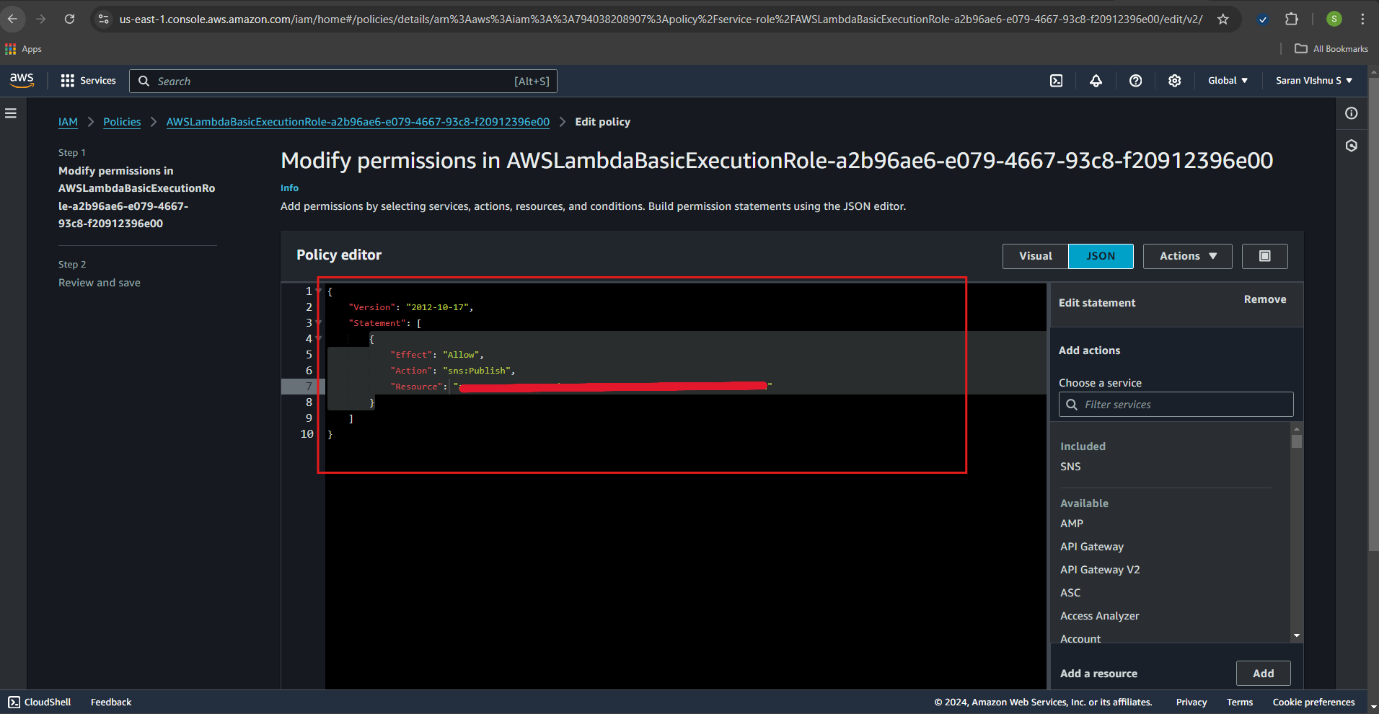 us-east-1.console.aws.amazon.com/iam/home#/policies/details/arn%3Aaws%3Aiam%3A%3A794038208907%3Apolicy%2Fservice-role%2FAWSLambdaBasicExecutionRole-a2b96ae6-e079-4667-93c8-f20912396e00/edit/v2/
S
Apps
All Bookmarks
aws
Services
Search
[Alt+S]
Global
Saran VIshnu S
IAM > Policies > AWSLambdaBasicExecutionRole-a2b96ae6-e079-4667-93c8-f20912396e00 > Edit policy
Step 1
Modify permissions in
AWSLambdaBasicExecutionRo
le-a2b96ae6-e079-4667-
93c8-f20912396e00
Step 2
Review and save
Modify permissions in AWSLambdaBasicExecutionRole-a2b96ae6-e079-4667-93c8-f20912396e00
Info
Add permissions by selecting services, actions, resources, and conditions. Build permission statements using the JSON editor.
Policy editor
Visual
JSON
Actions
1 {
2 "Version": "2012-10-17",
3 "Statement": [
4 {
5 "Effect": "Allow",
6 "Action": "sns:Publish",
7 "Resource": " "
8 }
9 ]
10 }
Edit statement
Remove
Add actions
Choose a service
Filter services
Included
SNS
Available
AMP
API Gateway
API Gateway V2
ASC
Access Analyzer
Account
Add a resource
Add
CloudShell
Feedback
© 2024, Amazon Web Services, Inc. or its affiliates.
Privacy
Terms
Cookie preferences